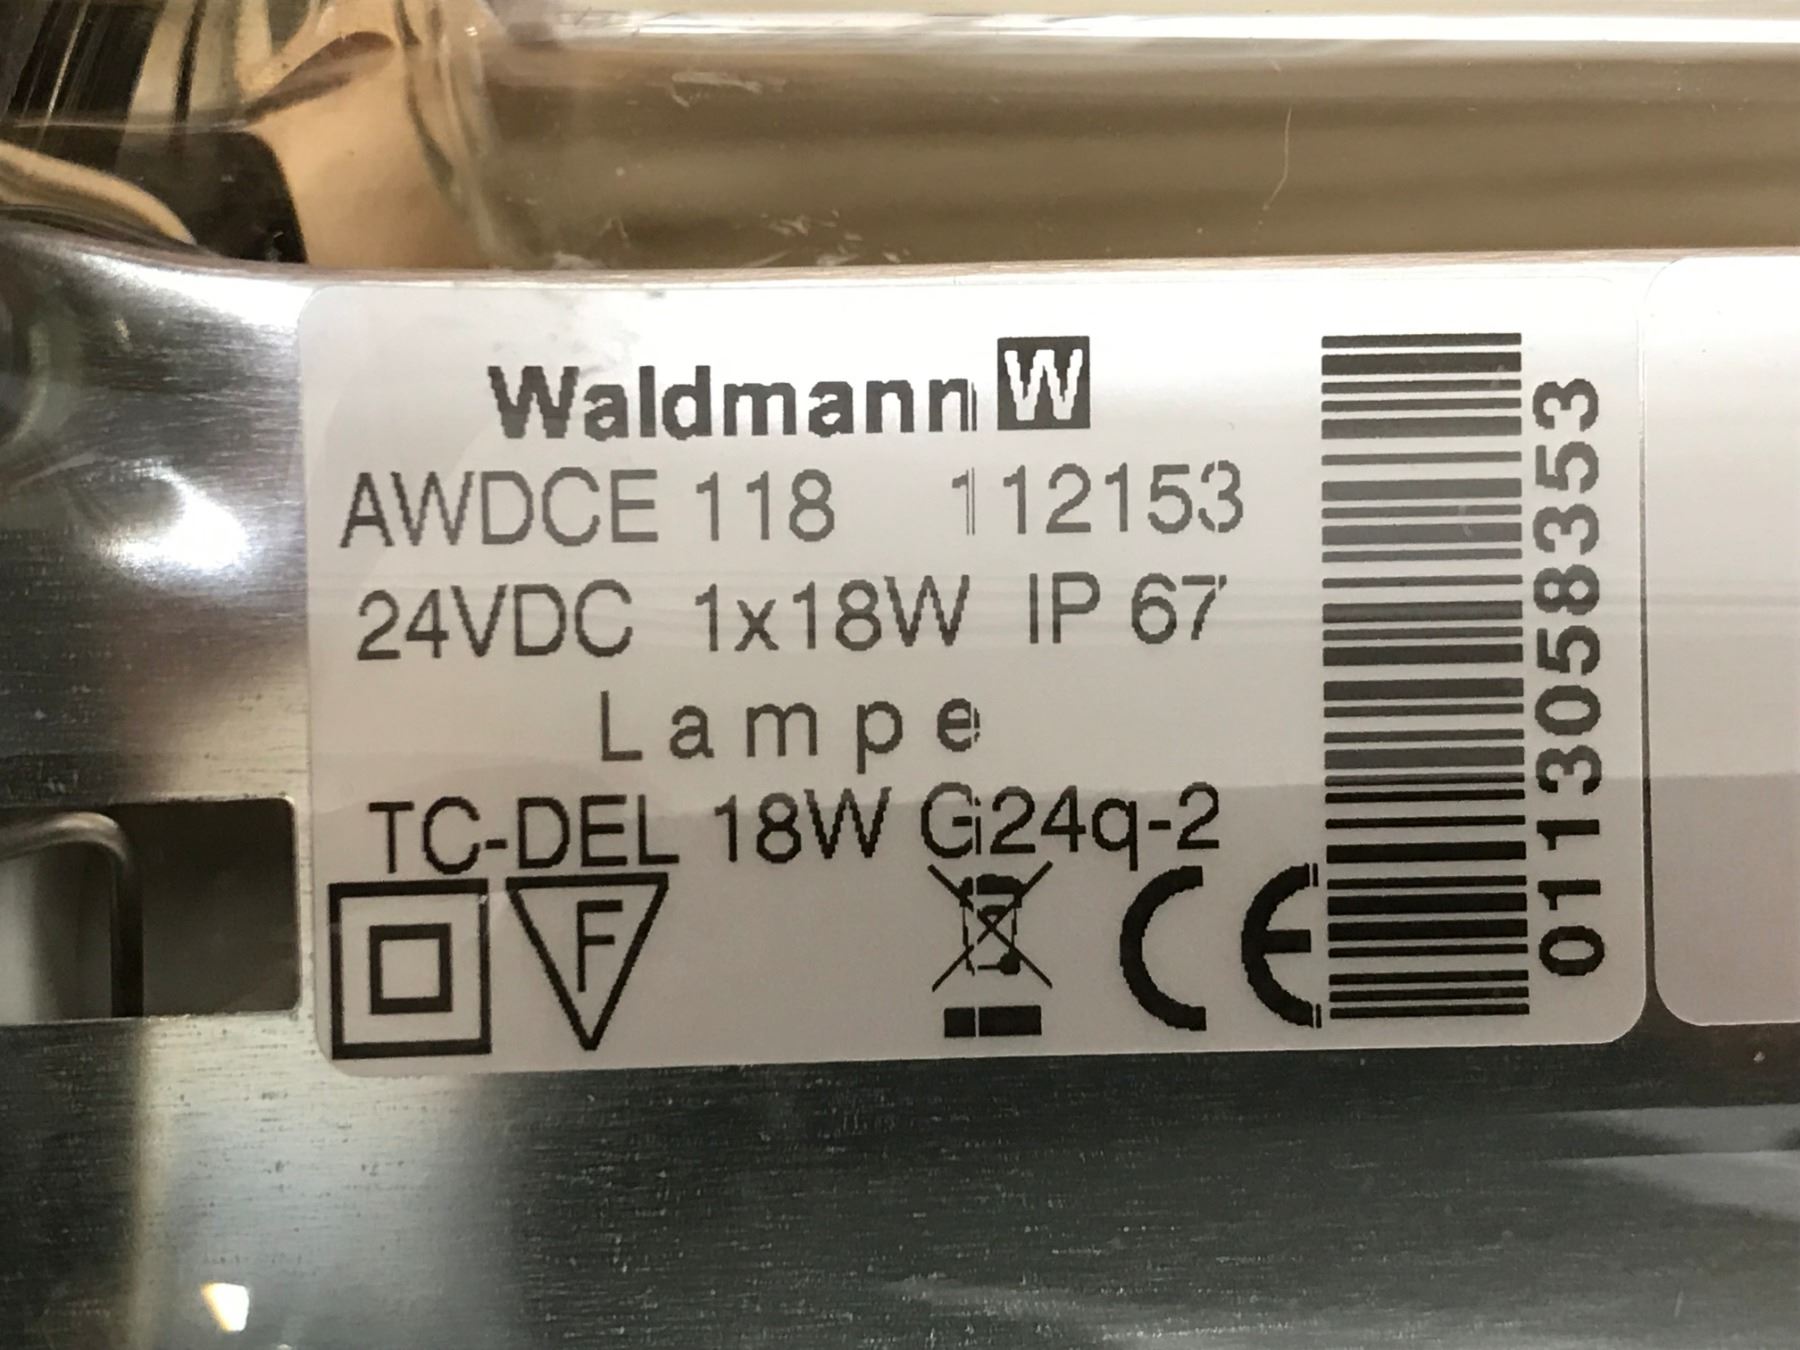 Waldmann W
AWDCE 118 112153
24VDC 1x18W IP 67
Lampe
TC-DEL 18W G24q-2
F
CE
0113058353